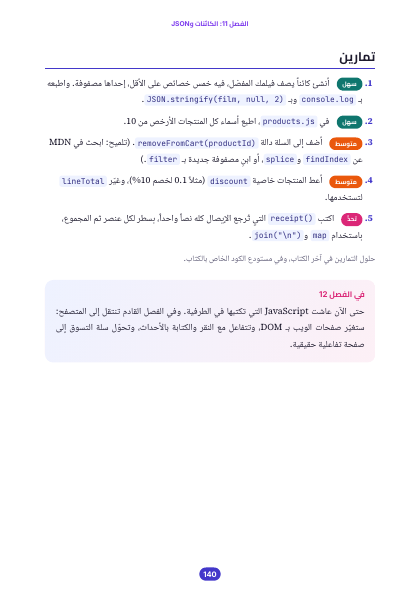 الفصل 11: الكائنات وJSON
تمارين
1. سهل أنشئ كائناً يصف فيلمك المفضل، فيه خمس خصائص على الأقل، إحداها مصفوفة. واطبعه
بـ console.log وبـ JSON.stringify(film, null, 2).
2. سهل في products.js، اطبع أسماء كل المنتجات الأرخص من 10.
3. متوسط أضف إلى السلة دالة removeFromCart(productId). (تلميح: ابحث في MDN
عن findIndex و splice، أو ابنِ مصفوفة جديدة بـ filter.)
4. متوسط أعط المنتجات خاصية discount (مثلاً 0.1 لخصم 10%)، وغيّر lineTotal
لتستخدمها.
5. تحدٍّ اكتب receipt() التي تُرجع الإيصال كله نصاً واحداً، بسطر لكل عنصر ثم المجموع،
باستخدام map و join("\n").
حلول التمارين في آخر الكتاب، وفي مستودع الكود الخاص بالكتاب.
في الفصل 12
حتى الآن عاشت JavaScript التي تكتبها في الطرفية. وفي الفصل القادم تنتقل إلى المتصفح:
ستغيّر صفحات الويب بـ DOM، وتتفاعل مع النقر والكتابة بالأحداث، وتحوّل سلة التسوق إلى
صفحة تفاعلية حقيقية.
140